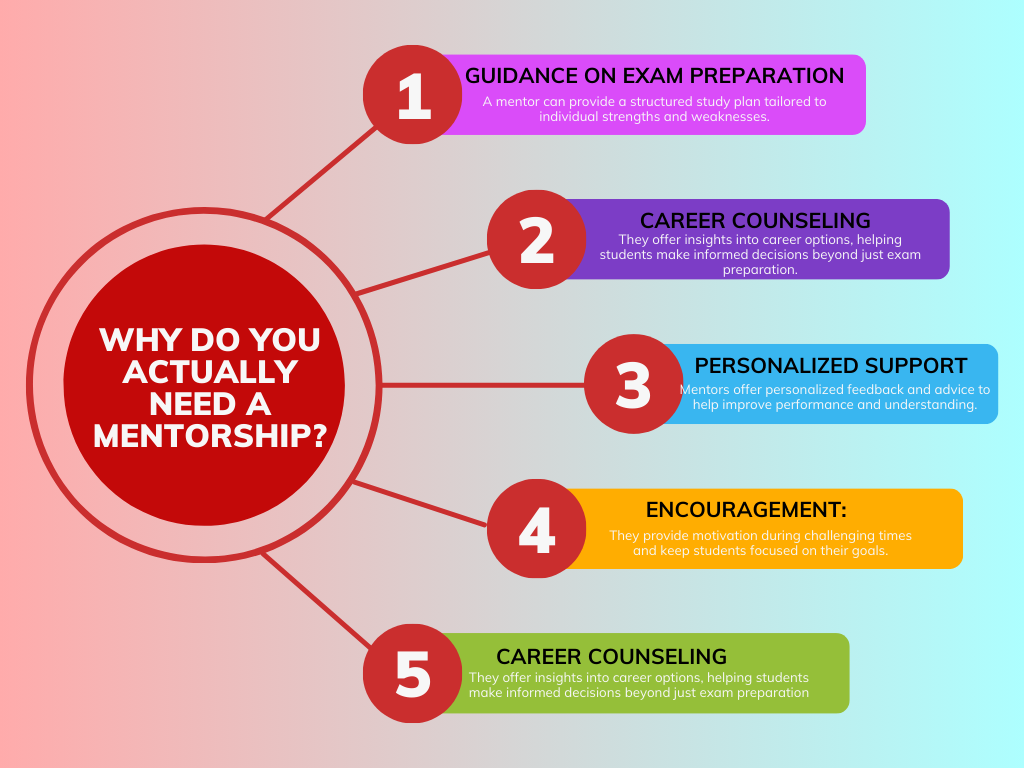 WHY DO YOU
ACTUALLY
NEED A
MENTORSHIP?
1
GUIDANCE ON EXAM PREPARATION
A mentor can provide a structured study plan tailored to
individual strengths and weaknesses.
2
CAREER COUNSELING
They offer insights into career options, helping
students make informed decisions beyond just exam
preparation.
3
PERSONALIZED SUPPORT
Mentors offer personalized feedback and advice to
help improve performance and understanding.
4
ENCOURAGEMENT:
They provide motivation during challenging times
and keep students focused on their goals.
5
CAREER COUNSELING
They offer insights into career options, helping students
make informed decisions beyond just exam preparation